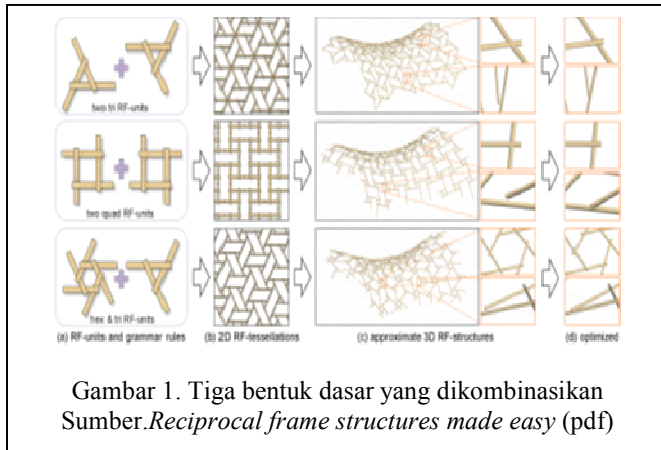 two tri RF-units
two quad RF-units
hex & tri RF-units
(a) RF-units and grammar rules (b) 2D RF-tessellations (c) approximate 3D RF-structures (d) optimized
Gambar 1. Tiga bentuk dasar yang dikombinasikan
Sumber.Reciprocal frame structures made easy (pdf)